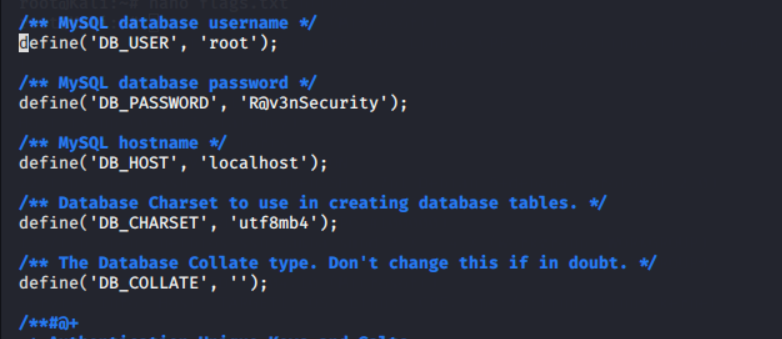 root@Kali:~# nano flags.txt
/** MySQL database username */
define('DB_USER', 'root');
/** MySQL database password */
define('DB_PASSWORD', 'R@v3nSecurity');
/** MySQL hostname */
define('DB_HOST', 'localhost');
/** Database Charset to use in creating database tables. */
define('DB_CHARSET', 'utf8mb4');
/** The Database Collate type. Don't change this if in doubt. */
define('DB_COLLATE', '');
/**#@+